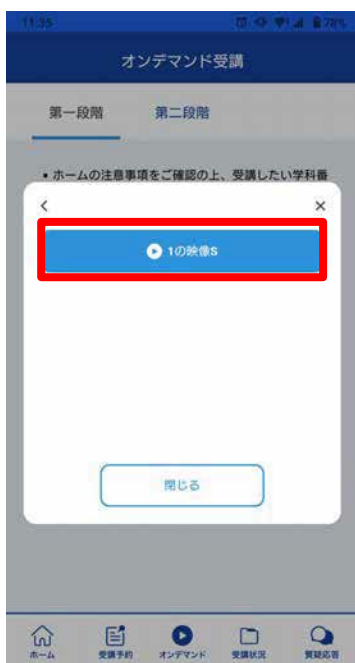 11:35
78%
オンデマンド受講
第一段階 第二段階
• ホームの注意事項をご確認の上、受講したい学科番
< ×
1の映像S
閉じる
ホーム 受講予約 オンデマンド 受講状況 質疑応答